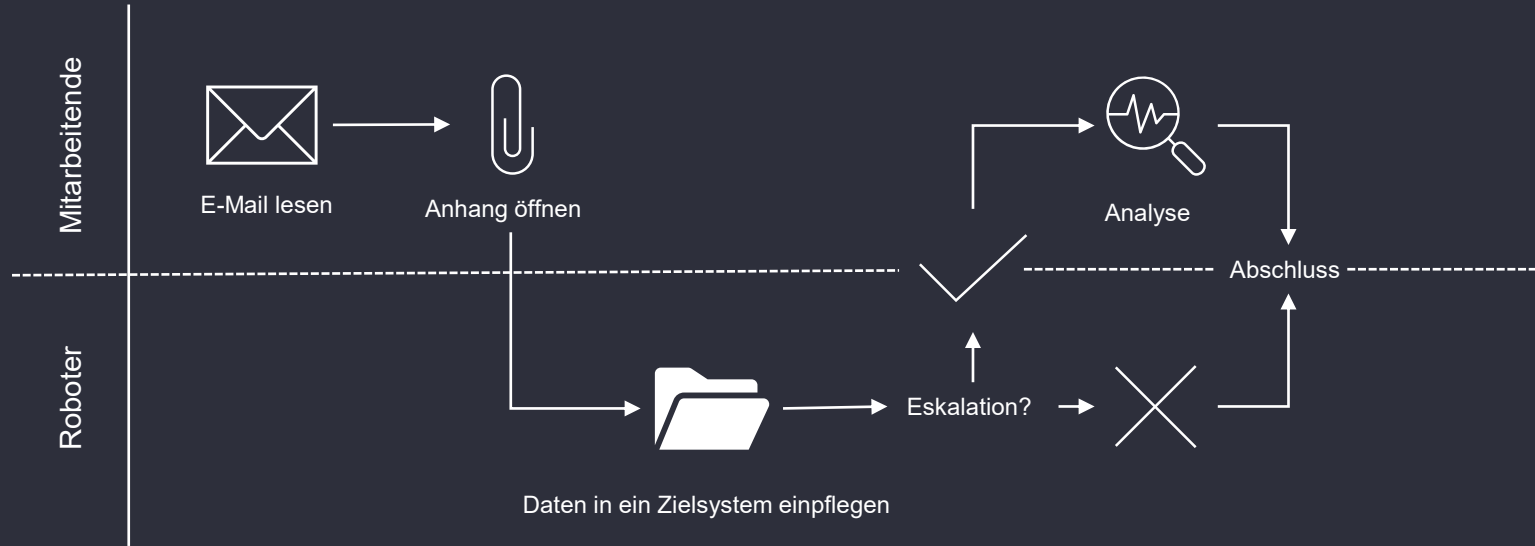 Mitarbeitende
E-Mail lesen
Anhang öffnen
Analyse
Abschluss
Roboter
Eskalation?
Daten in ein Zielsystem einpflegen